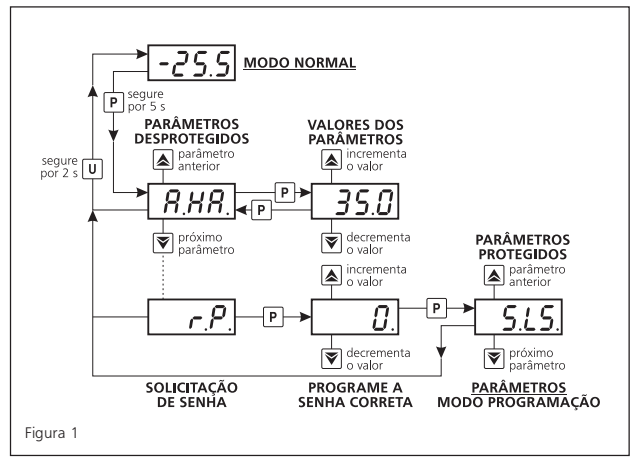 -25.5
MODO NORMAL
P
segure
por 5 s
PARÂMETROS
DESPROTEGIDOS
VALORES DOS
PARÂMETROS
segure
por 2 s
U
parâmetro
anterior
incrementa
o valor
A.HA.
P
P
35.0
próximo
parâmetro
decrementa
o valor
PARÂMETROS
PROTEGIDOS
incrementa
o valor
parâmetro
anterior
r.P.
P
0.
P
S.L.S.
decrementa
o valor
próximo
parâmetro
SOLICITAÇÃO
DE SENHA
PROGRAME A
SENHA CORRETA
PARÂMETROS
MODO PROGRAMAÇÃO
Figura 1